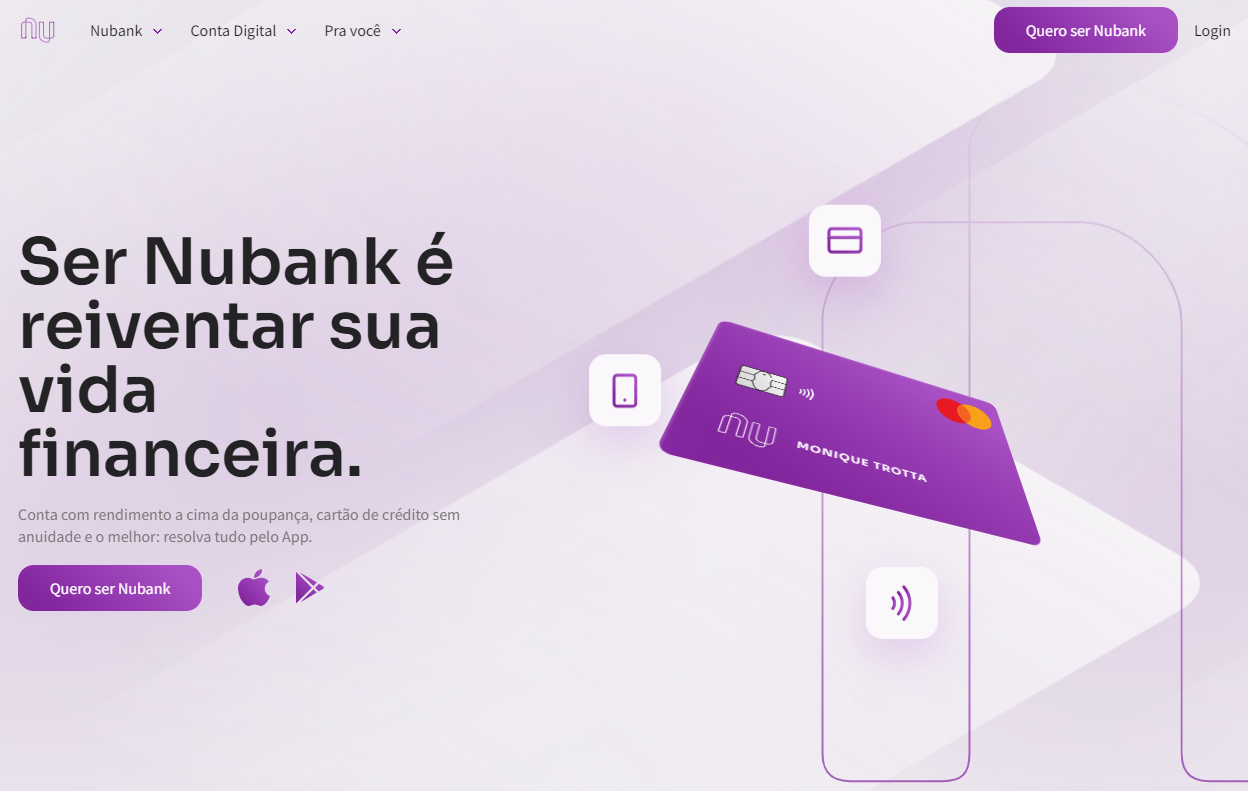 nu
Nubank
Conta Digital
Pra você
Quero ser Nubank
Login
Ser Nubank é
reiventar sua
vida
financeira.
Conta com rendimento a cima da poupança, cartão de crédito sem
anuidade e o melhor: resolva tudo pelo App.
Quero ser Nubank
nu
MONIQUE TROTTA